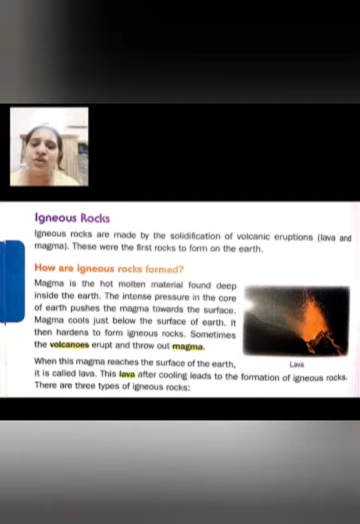 Igneous Rocks
Igneous rocks are made by the solidification of volcanic eruptions (lava and
magma). These were the first rocks to form on the earth.
How are igneous rocks formed?
Magma is the hot molten material found deep
inside the earth. The intense pressure in the core
of earth pushes the magma towards the surface.
Magma cools just below the surface of earth. It
then hardens to form igneous rocks. Sometimes
the volcanoes erupt and throw out magma.
When this magma reaches the surface of the earth,
Lava
it is called lava. This lava after cooling leads to the formation of igneous rocks.
There are three types of igneous rocks: